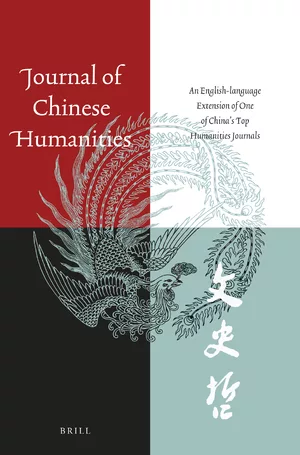 Journal of
Chinese
Humanities
An English-language
Extension of One
of China's Top
Humanities Journals
文
史
哲
BRILL